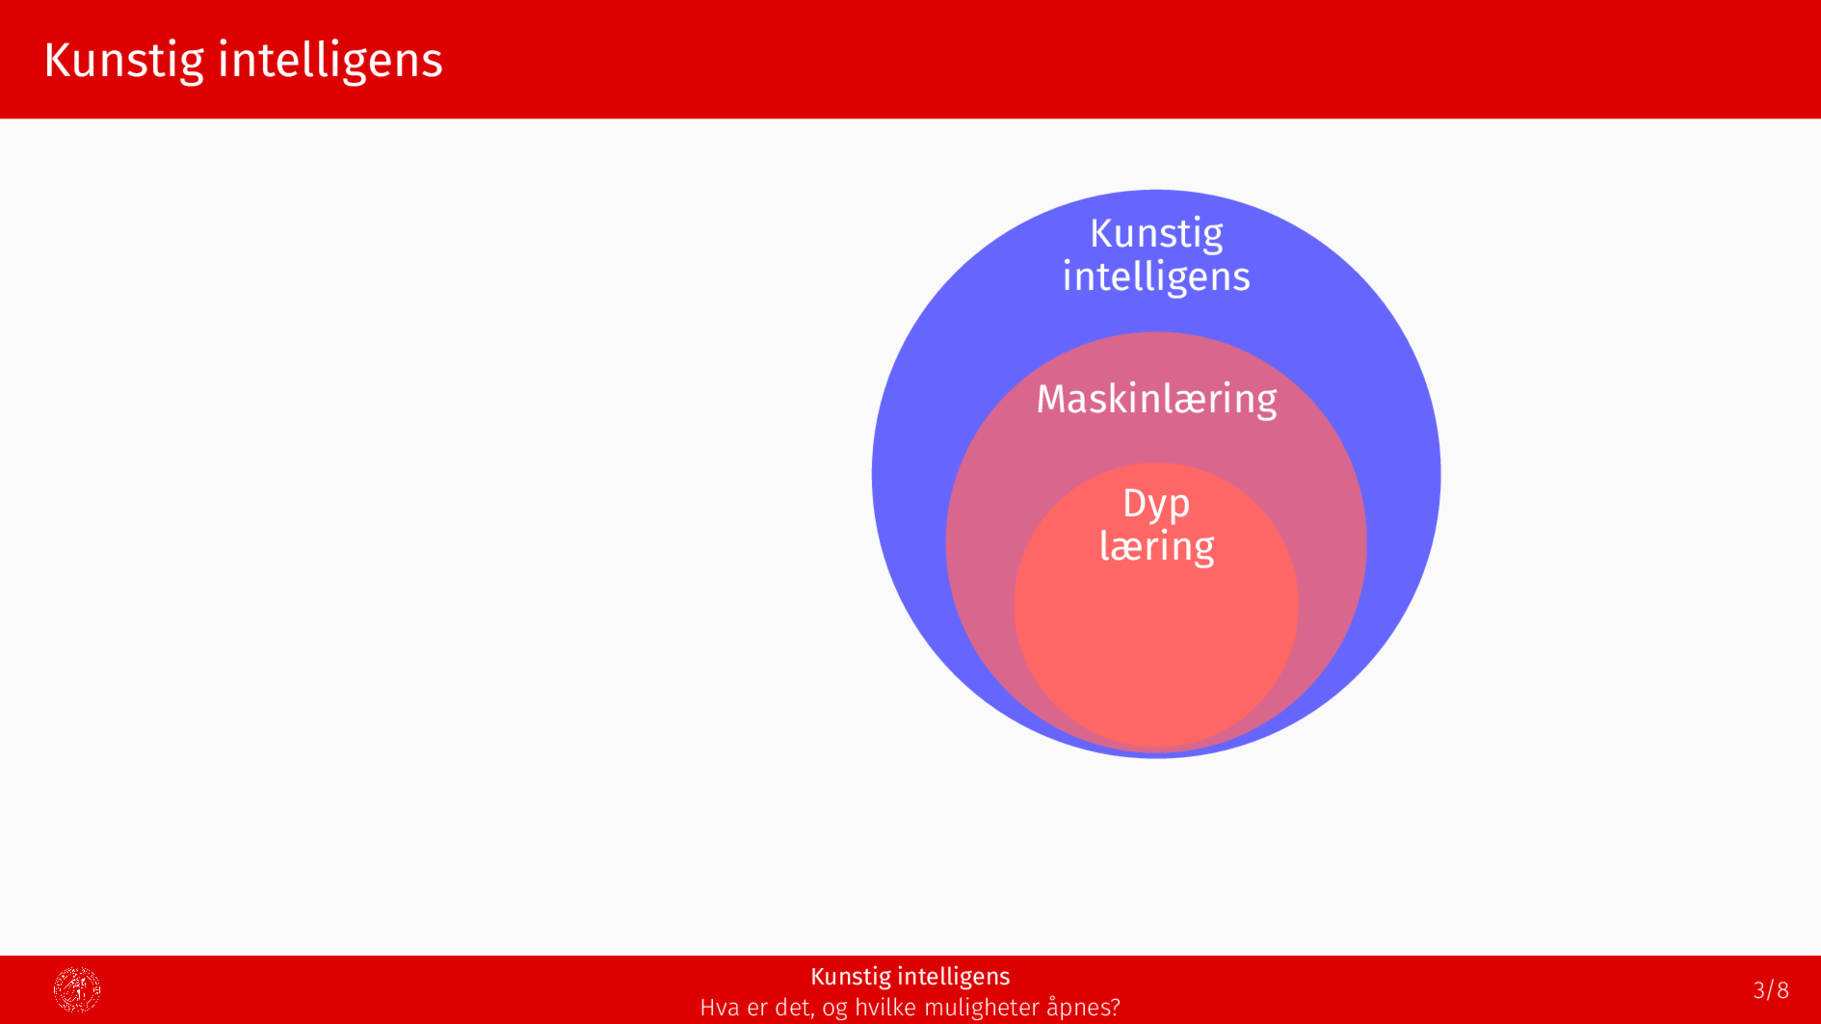 Kunstig intelligens
Kunstig
intelligens
Maskinlæring
Dyp
læring
Kunstig intelligens
Hva er det, og hvilke muligheter åpnes?
3/8